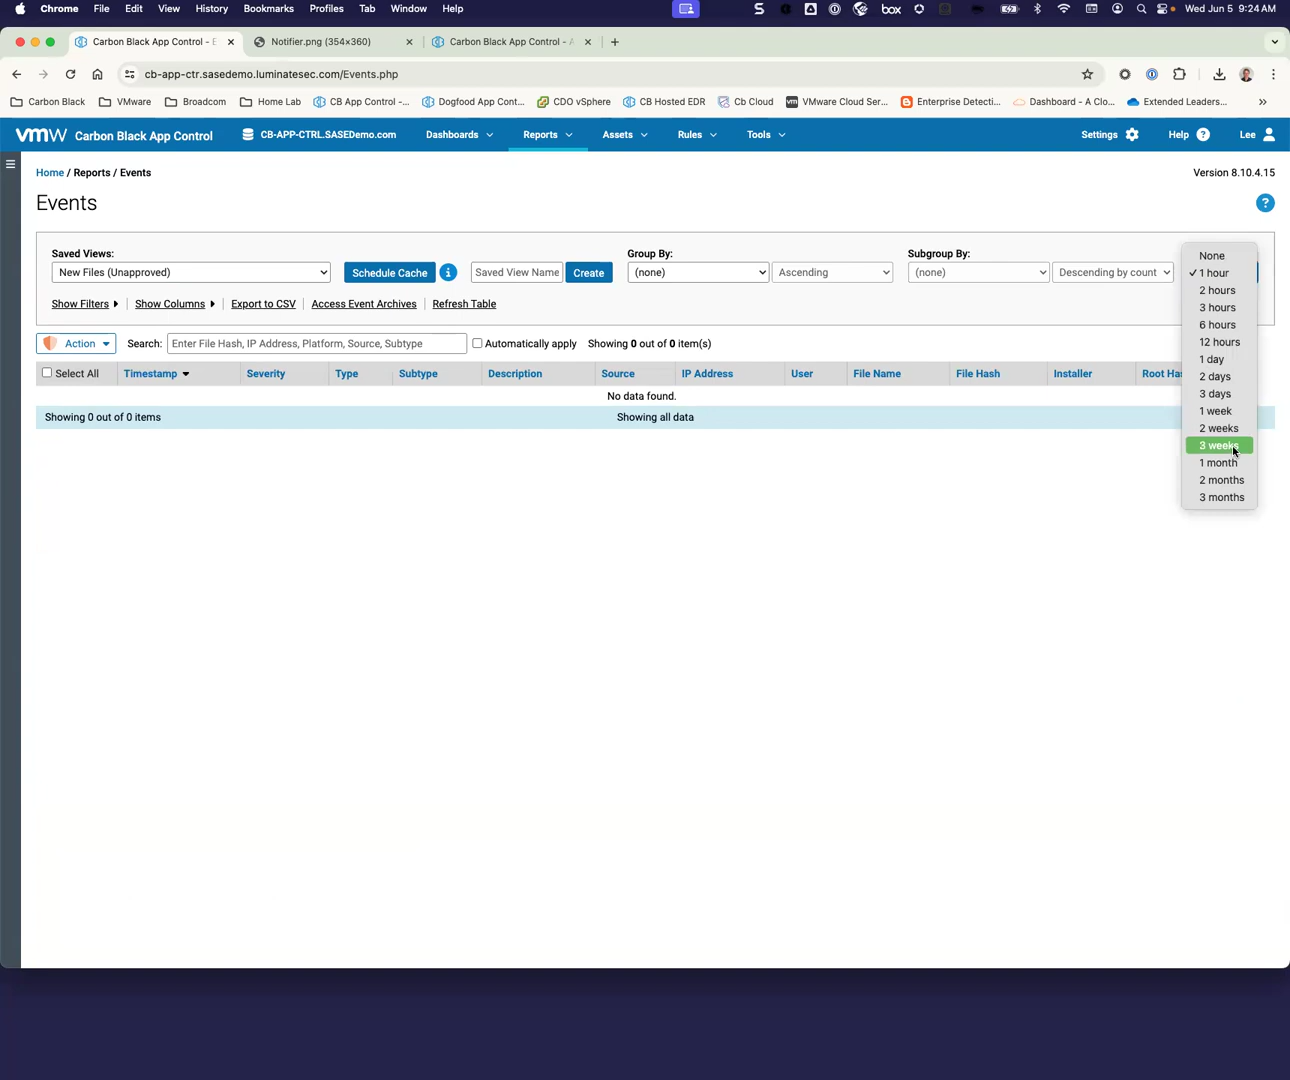 Chrome File Edit View History Bookmarks Profiles Tab Window Help box Wed Jun 5 9:24 AM
Carbon Black App Control - E Notifier.png (354×360) Carbon Black App Control - A
cb-app-ctr.sasedemo.luminatesec.com/Events.php
Carbon Black VMware Broadcom Home Lab CB App Control -... Dogfood App Cont... CDO vSphere CB Hosted EDR Cb Cloud VMware Cloud Ser... Enterprise Detecti... Dashboard - A Clo... Extended Leaders... »
vmw Carbon Black App Control CB-APP-CTRL.SASEDemo.com Dashboards Reports Assets Rules Tools Settings Help ? Lee
Home / Reports / Events Version 8.10.4.15
Events ?
Saved Views: Group By: Subgroup By:
New Files (Unapproved) Schedule Cache i Saved View Name Create (none) Ascending (none) Descending by count
Show Filters Show Columns Export to CSV Access Event Archives Refresh Table
None
✓ 1 hour
2 hours
3 hours
6 hours
12 hours
1 day
2 days
3 days
1 week
2 weeks
3 weeks
1 month
2 months
3 months
Action Search: Enter File Hash, IP Address, Platform, Source, Subtype Automatically apply Showing 0 out of 0 item(s)
Select All Timestamp Severity Type Subtype Description Source IP Address User File Name File Hash Installer Root Has
No data found.
Showing 0 out of 0 items Showing all data